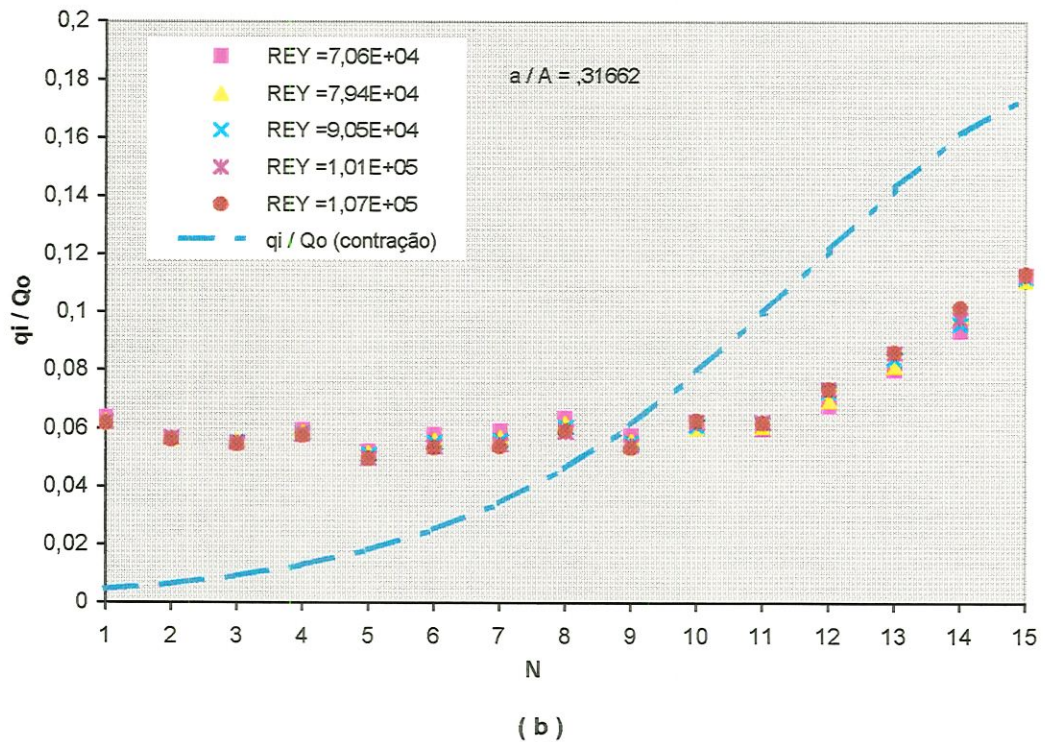 0,2
0,18
0,16
0,14
0,12
0,1
0,08
0,06
0,04
0,02
0
qi / Qo
REY =7,06E+04
REY =7,94E+04
REY =9,05E+04
REY =1,01E+05
REY =1,07E+05
qi / Qo (contração)
a / A = ,31662
1 2 3 4 5 6 7 8 9 10 11 12 13 14 15
N
( b )